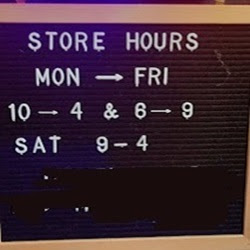 STORE HOURS
MON → FRI
10 → 4 & 6 → 9
SAT 9-4